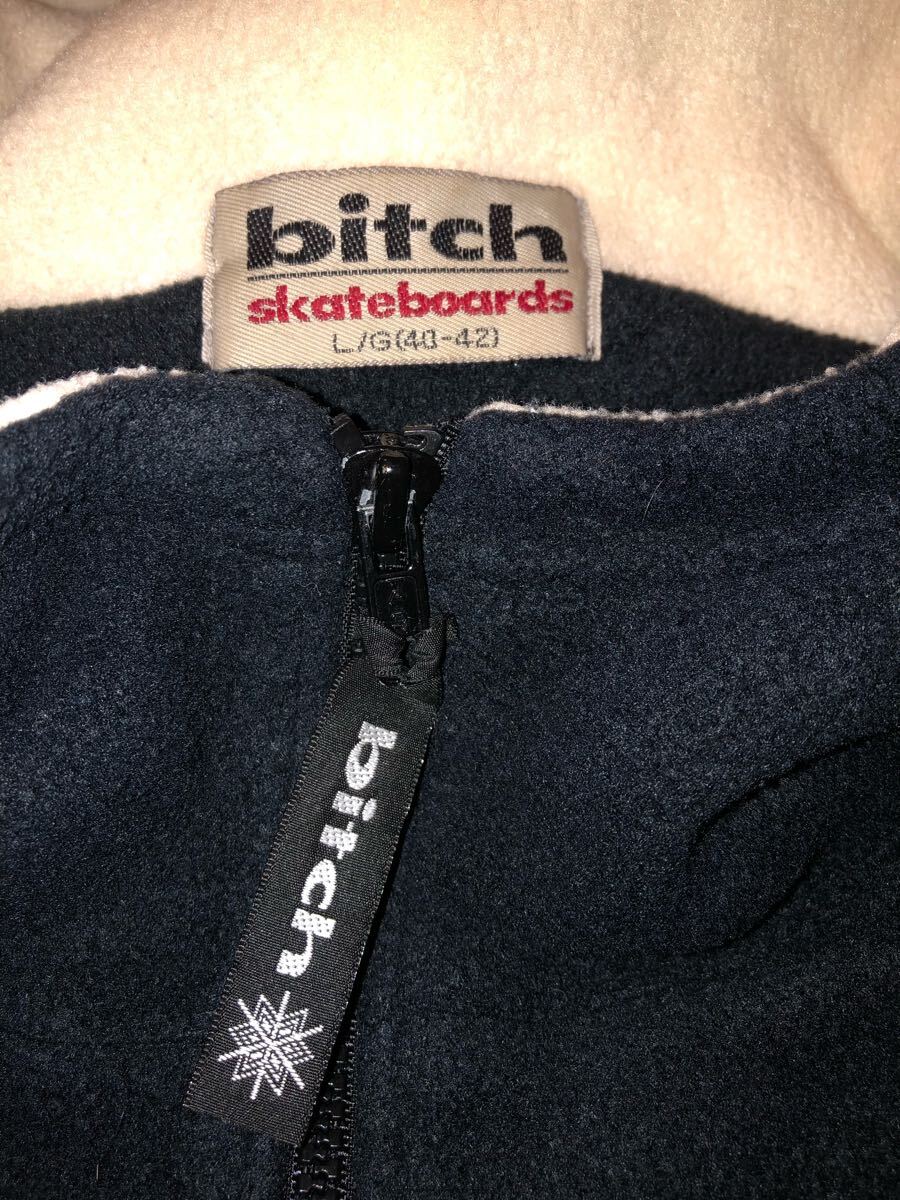 bitch
skateboards
L/G(40-42)
bitch